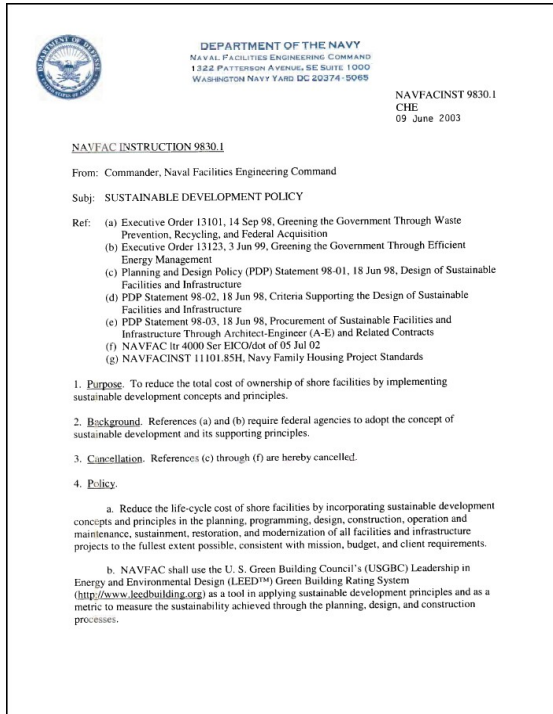 DEPARTMENT OF THE NAVY
NAVAL FACILITIES ENGINEERING COMMAND
1322 PATTERSON AVENUE, SE SUITE 1000
WASHINGTON NAVY YARD DC 20374-5065
NAVFACINST 9830.1
CHE
09 June 2003
NAVFAC INSTRUCTION 9830.1
From: Commander, Naval Facilities Engineering Command
Subj: SUSTAINABLE DEVELOPMENT POLICY
Ref: (a) Executive Order 13101, 14 Sep 98, Greening the Government Through Waste
Prevention, Recycling, and Federal Acquisition
(b) Executive Order 13123, 3 Jun 99, Greening the Government Through Efficient
Energy Management
(c) Planning and Design Policy (PDP) Statement 98-01, 18 Jun 98, Design of Sustainable
Facilities and Infrastructure
(d) PDP Statement 98-02, 18 Jun 98, Criteria Supporting the Design of Sustainable
Facilities and Infrastructure
(e) PDP Statement 98-03, 18 Jun 98, Procurement of Sustainable Facilities and
Infrastructure Through Architect-Engineer (A-E) and Related Contracts
(f) NAVFAC ltr 4000 Ser EICO/dot of 05 Jul 02
(g) NAVFACINST 11101.85H, Navy Family Housing Project Standards
1. Purpose. To reduce the total cost of ownership of shore facilities by implementing
sustainable development concepts and principles.
2. Background. References (a) and (b) require federal agencies to adopt the concept of
sustainable development and its supporting principles.
3. Cancellation. References (c) through (f) are hereby cancelled.
4. Policy.
a. Reduce the life-cycle cost of shore facilities by incorporating sustainable development
concepts and principles in the planning, programming, design, construction, operation and
maintenance, sustainment, restoration, and modernization of all facilities and infrastructure
projects to the fullest extent possible, consistent with mission, budget, and client requirements.
b. NAVFAC shall use the U. S. Green Building Council's (USGBC) Leadership in
Energy and Environmental Design (LEED™) Green Building Rating System
(http://www.leedbuilding.org) as a tool in applying sustainable development principles and as a
metric to measure the sustainability achieved through the planning, design, and construction
processes.